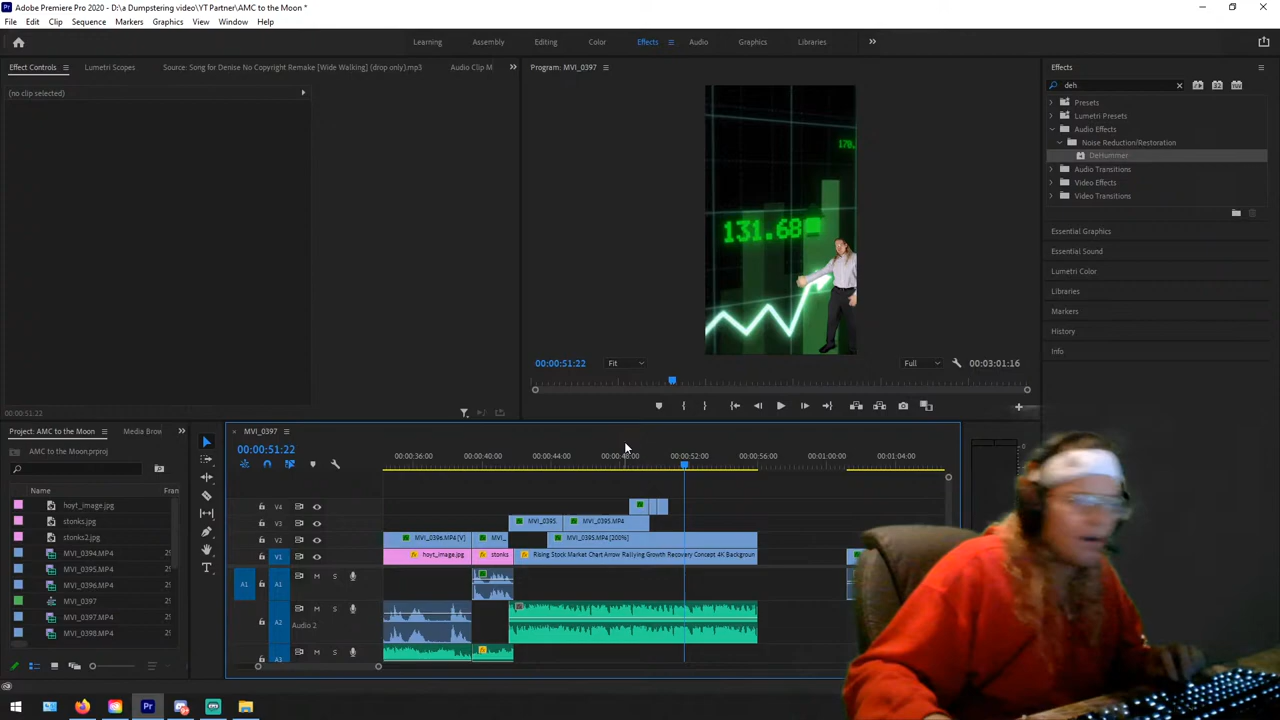 Adobe Premiere Pro 2020 - D:\a Dumpstering video\YT Partner\AMC to the Moon *
File Edit Clip Sequence Markers Graphics View Window Help
Learning Assembly Editing Color Effects Audio Graphics Libraries
Effect Controls Lumetri Scopes Source: Song for Denise No Copyright Remake [Wide Walking] (drop only).mp3 Audio Clip M
Program: MVI_0397
Effects
(no clip selected)
deh
Presets
Lumetri Presets
Audio Effects
Noise Reduction/Restoration
DeHummer
Audio Transitions
Video Effects
Video Transitions
Essential Graphics
Essential Sound
Lumetri Color
Libraries
Markers
History
Info
131.68
00:00:51:22 Fit Full 00:03:01:16
00:00:51:22
Project: AMC to the Moon Media Brow
AMC to the Moon.prproj
Name Fran
hoyt_image.jpg
stonks.jpg
stonks2.jpg
MVI_0394.MP4
MVI_0395.MP4
MVI_0396.MP4
MVI_0397
MVI_0397.MP4
MVI_0398.MP4
MVI_0397
00:00:51:22
00:00:36:00 00:00:40:00 00:00:44:00 00:00:48:00 00:00:52:00 00:00:56:00 00:01:00:00 00:01:04:00
V4
V3 MVI_0395. MVI_0395.MP4
V2 MVI_0396.MP4 [V] MVI_ MVI_0395.MP4 [200%]
V1 hoyt_image.jpg stonks Rising Stock Market Chart Arrow Rallying Growth Recovery Concept 4K Backgroun
A1 A1 M S
A2 M S
Audio 2
A3 M S
0